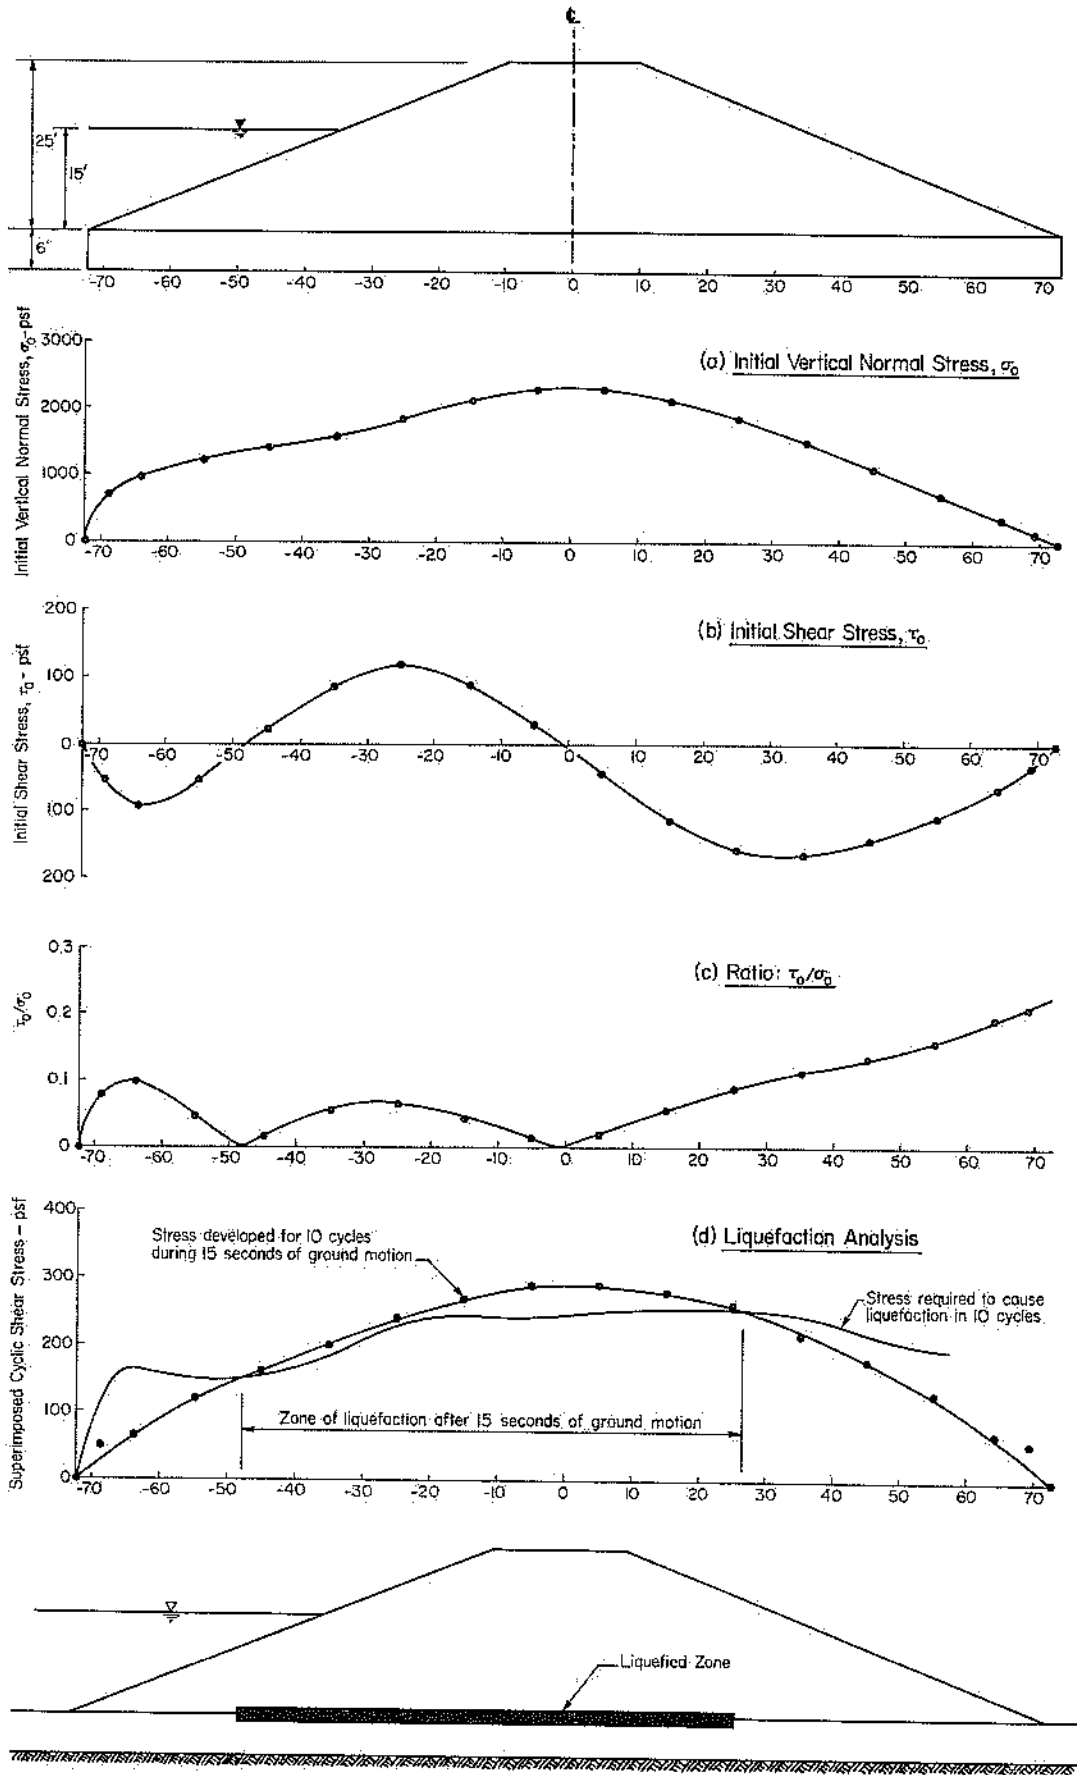 ℄
25'
15'
6"
-70 -60 -50 -40 -30 -20 -10 0 10 20 30 40 50 60 70
Initial Vertical Normal Stress, σ₀-psf
3000
2000
1000
0
(a) Initial Vertical Normal Stress, σ₀
-70 -60 -50 -40 -30 -20 -10 0 10 20 30 40 50 60 70
Initial Shear Stress, τ₀- psf
200
100
0
100
200
(b) Initial Shear Stress, τ₀
-70 -60 -50 -40 -30 -20 -10 0 10 20 30 40 50 60 70
τ₀/σ₀
0.3
0.2
0.1
0
(c) Ratio: τ₀/σ₀
-70 -60 -50 -40 -30 -20 -10 0 10 20 30 40 50 60 70
Superimposed Cyclic Shear Stress - psf
400
300
200
100
0
(d) Liquefaction Analysis
Stress developed for 10 cycles
during 15 seconds of ground motion
Stress required to cause
liquefaction in 10 cycles
Zone of liquefaction after 15 seconds of ground motion
-70 -60 -50 -40 -30 -20 -10 0 10 20 30 40 50 60 70
Liquefied Zone